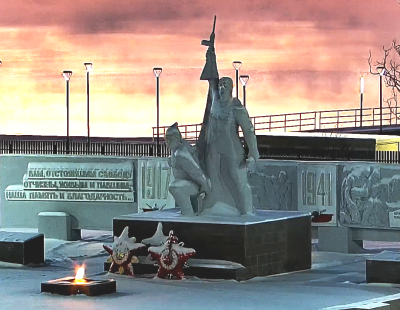 ВАМ, ОТСТОЯВШИМ СВОБОДУ
ОТЧИЗНЫ, ЖИВЫМ И ПАВШИМ,
НАША ПАМЯТЬ И БЛАГОДАРНОСТЬ.
1917
1941